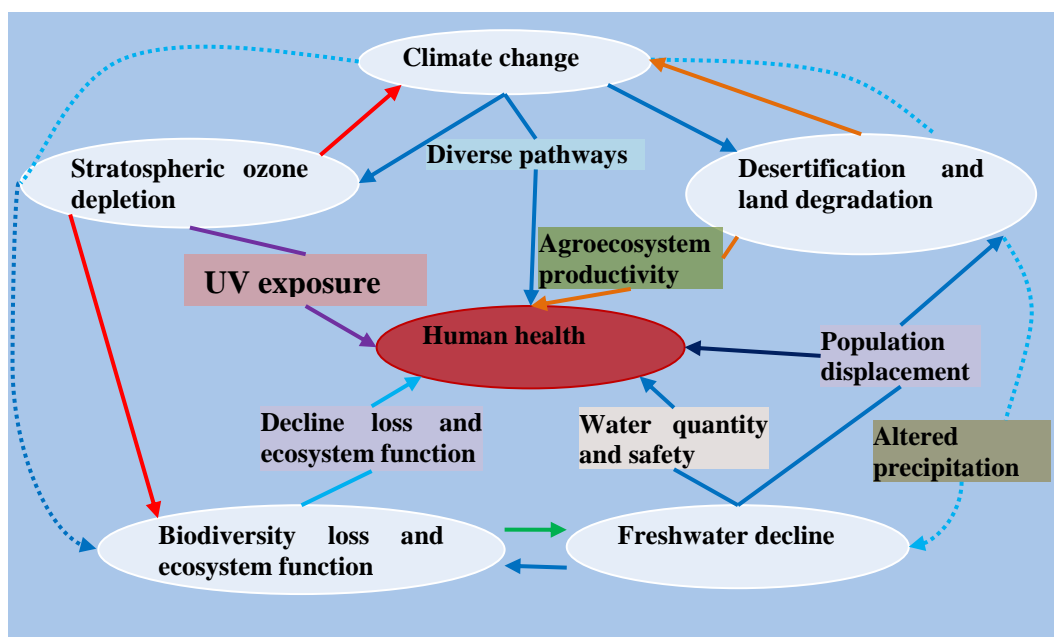 Climate change
Stratospheric ozone
depletion
Diverse pathways
Desertification and
land degradation
Agroecosystem
productivity
UV exposure
Human health
Population
displacement
Decline loss and
ecosystem function
Water quantity
and safety
Altered
precipitation
Biodiversity loss and
ecosystem function
Freshwater decline